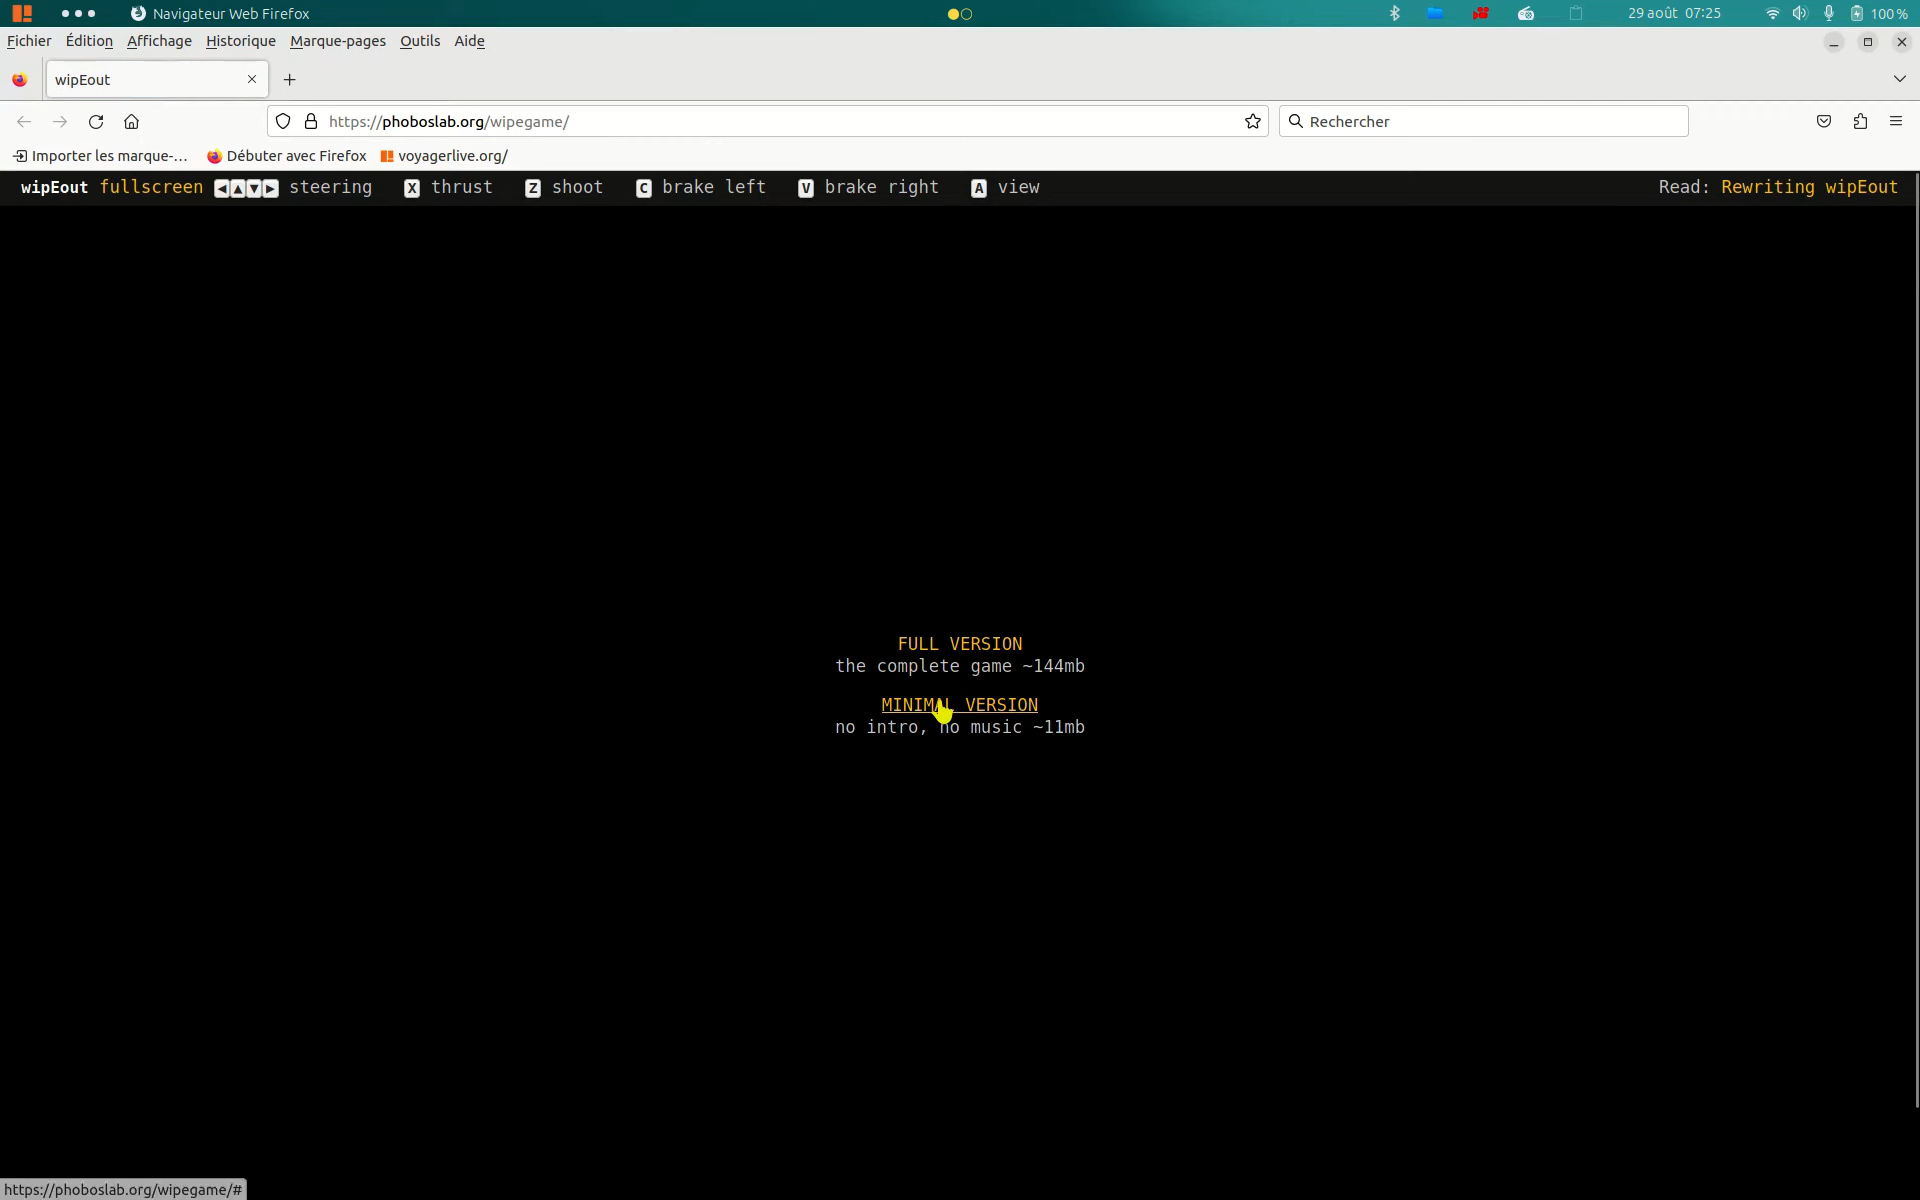 Navigateur Web Firefox
29 août 07:25
100 %
Fichier Édition Affichage Historique Marque-pages Outils Aide
wipEout
https://phoboslab.org/wipegame/
Rechercher
Importer les marque-... Débuter avec Firefox voyagerlive.org/
wipEout fullscreen ◀▲▼▶ steering X thrust Z shoot C brake left V brake right A view Read: Rewriting wipEout
FULL VERSION
the complete game ~144mb
MINIMAL VERSION
no intro, no music ~11mb
https://phoboslab.org/wipegame/#